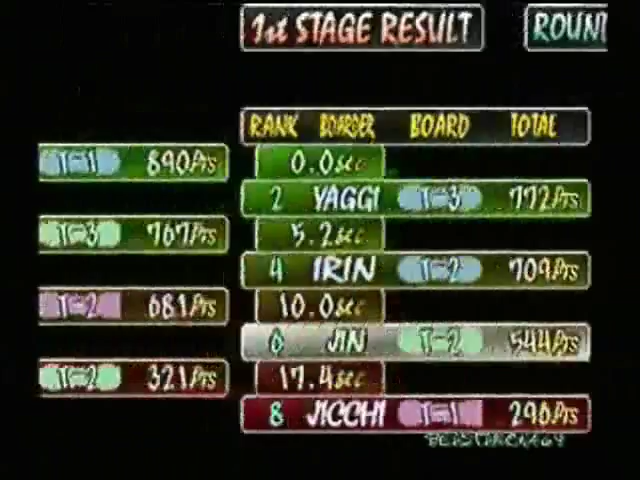 1st STAGE RESULT ROUN
RANK BOARDER BOARD TOTAL
T-1 890Pts 0.0sec
2 YAGGI T-3 772Pts
T-3 767Pts 5.2sec
4 IRIN T-2 709Pts
T-2 681Pts 10.0sec
6 JIN T-2 544Pts
T-2 321Pts 17.4sec
8 JICCHI T-1 296Pts